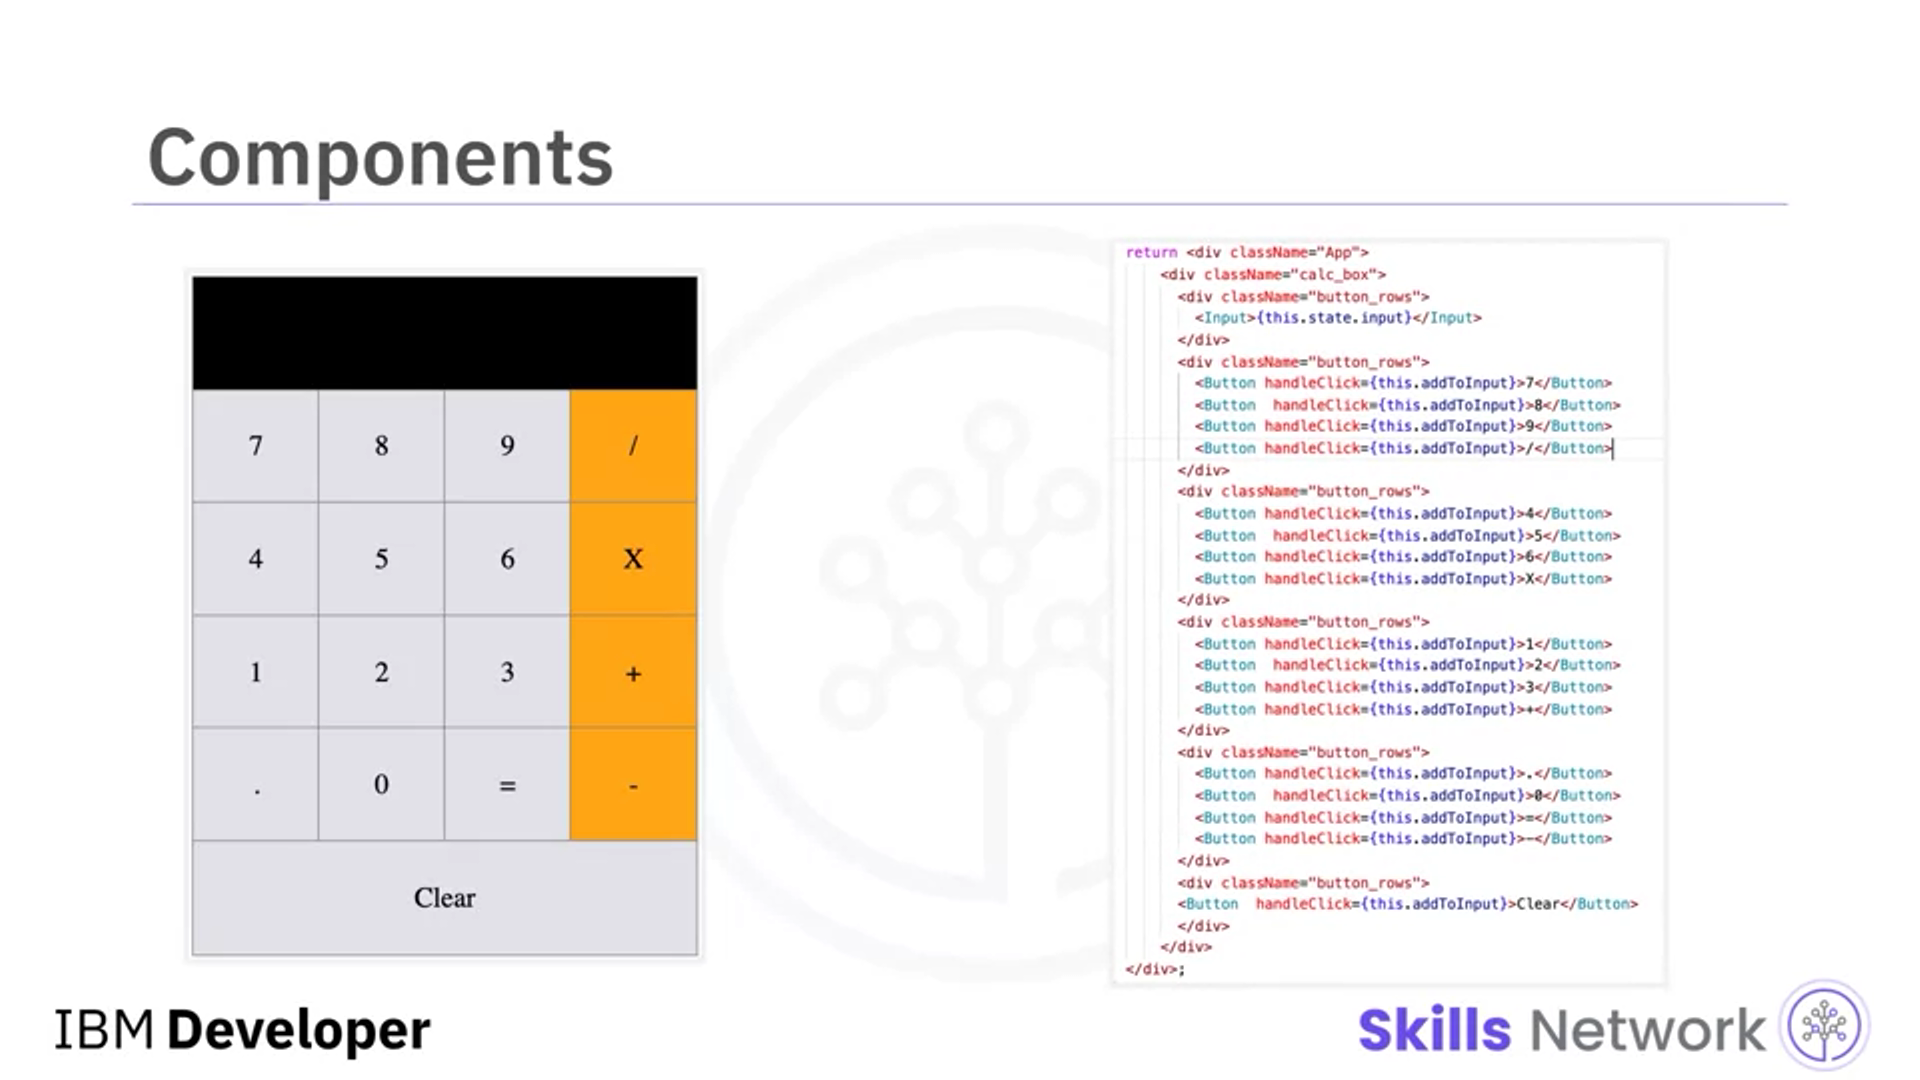 Components
7 8 9 /
4 5 6 X
1 2 3 +
. 0 = -
Clear
return <div className="App">
<div className="calc_box">
<div className="button_rows">
<Input>{this.state.input}</Input>
</div>
<div className="button_rows">
<Button handleClick={this.addToInput}>7</Button>
<Button  handleClick={this.addToInput}>8</Button>
<Button handleClick={this.addToInput}>9</Button>
<Button handleClick={this.addToInput}>/</Button>
</div>
<div className="button_rows">
<Button handleClick={this.addToInput}>4</Button>
<Button  handleClick={this.addToInput}>5</Button>
<Button handleClick={this.addToInput}>6</Button>
<Button handleClick={this.addToInput}>X</Button>
</div>
<div className="button_rows">
<Button handleClick={this.addToInput}>1</Button>
<Button  handleClick={this.addToInput}>2</Button>
<Button handleClick={this.addToInput}>3</Button>
<Button handleClick={this.addToInput}>+</Button>
</div>
<div className="button_rows">
<Button handleClick={this.addToInput}>.</Button>
<Button  handleClick={this.addToInput}>0</Button>
<Button handleClick={this.addToInput}>=</Button>
<Button handleClick={this.addToInput}>-</Button>
</div>
<div className="button_rows">
<Button  handleClick={this.addToInput}>Clear</Button>
</div>
</div>
</div>;
IBM Developer
Skills Network